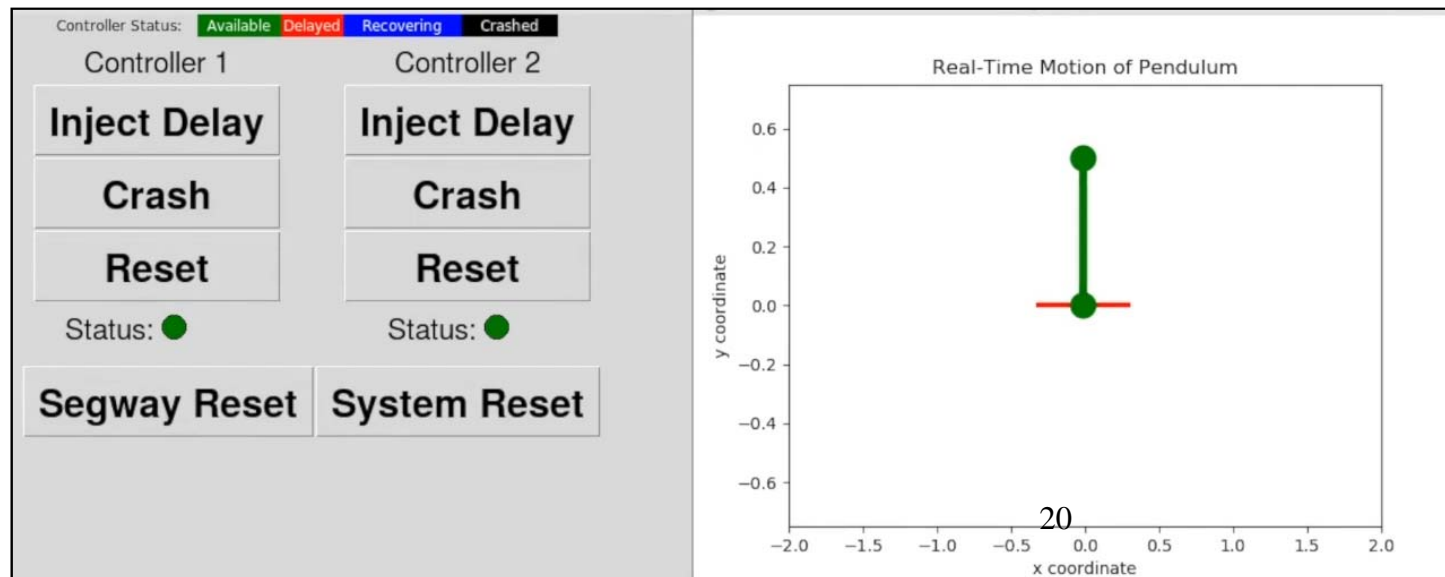 Controller Status: Available Delayed Recovering Crashed
Controller 1 Controller 2
Inject Delay Inject Delay
Crash Crash
Reset Reset
Status: Status:
Segway Reset System Reset
Real-Time Motion of Pendulum
y coordinate
0.6
0.4
0.2
0.0
−0.2
−0.4
−0.6
20
−2.0 −1.5 −1.0 −0.5 0.0 0.5 1.0 1.5 2.0
x coordinate